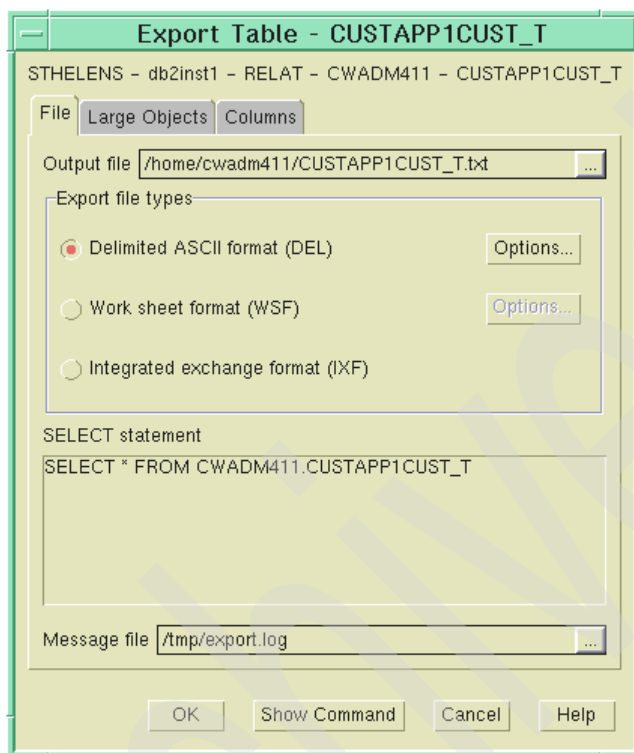 Export Table - CUSTAPP1CUST_T
STHELENS - db2inst1 - RELAT - CWADM411 - CUSTAPP1CUST_T
File Large Objects Columns
Output file /home/cwadm411/CUSTAPP1CUST_T.txt ...
Export file types
Delimited ASCII format (DEL) Options...
Work sheet format (WSF) Options...
Integrated exchange format (IXF)
SELECT statement
SELECT * FROM CWADM411.CUSTAPP1CUST_T
Message file /tmp/export.log ...
OK Show Command Cancel Help